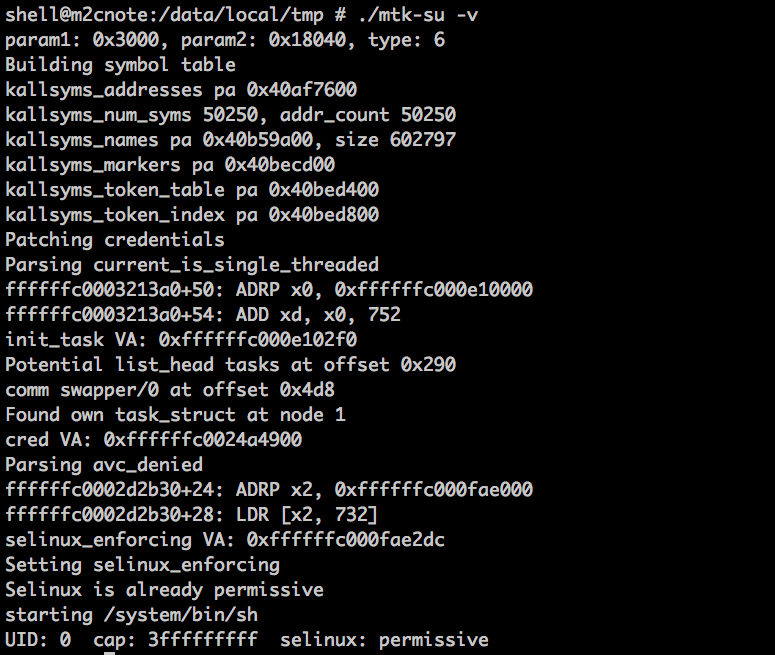 shell@m2cnote:/data/local/tmp # ./mtk-su -v
param1: 0x3000, param2: 0x18040, type: 6
Building symbol table
kallsyms_addresses pa 0x40af7600
kallsyms_num_syms 50250, addr_count 50250
kallsyms_names pa 0x40b59a00, size 602797
kallsyms_markers pa 0x40becd00
kallsyms_token_table pa 0x40bed400
kallsyms_token_index pa 0x40bed800
Patching credentials
Parsing current_is_single_threaded
ffffffc0003213a0+50: ADRP x0, 0xffffffc000e10000
ffffffc0003213a0+54: ADD xd, x0, 752
init_task VA: 0xffffffc000e102f0
Potential list_head tasks at offset 0x290
comm swapper/0 at offset 0x4d8
Found own task_struct at node 1
cred VA: 0xffffffc0024a4900
Parsing avc_denied
ffffffc0002d2b30+24: ADRP x2, 0xffffffc000fae000
ffffffc0002d2b30+28: LDR [x2, 732]
selinux_enforcing VA: 0xffffffc000fae2dc
Setting selinux_enforcing
Selinux is already permissive
starting /system/bin/sh
UID: 0  cap: 3fffffffff  selinux: permissive